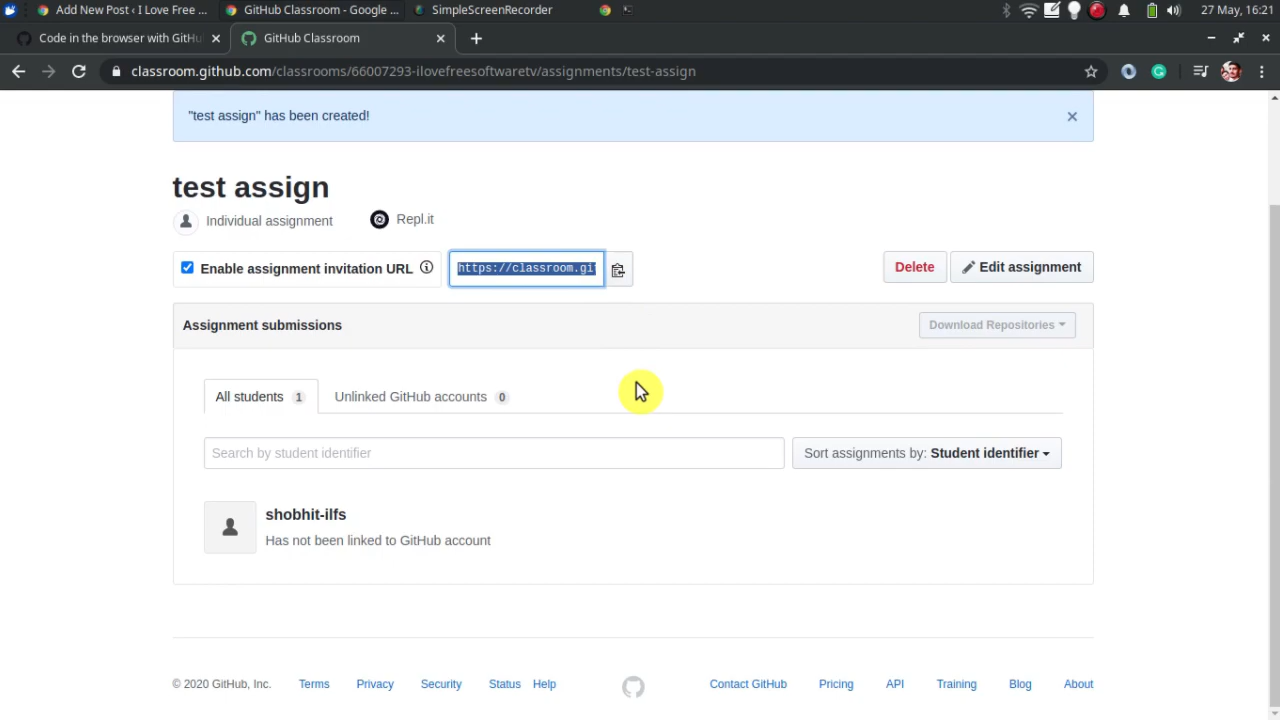 Add New Post ‹ I Love Free ...
GitHub Classroom - Google ...
SimpleScreenRecorder
27 May, 16:21
Code in the browser with GitHu
GitHub Classroom
classroom.github.com/classrooms/66007293-ilovefreesoftwaretv/assignments/test-assign
"test assign" has been created!
test assign
Individual assignment
Repl.it
Enable assignment invitation URL
https://classroom.git
Delete
Edit assignment
Assignment submissions
Download Repositories
All students 1
Unlinked GitHub accounts 0
Search by student identifier
Sort assignments by: Student identifier
shobhit-ilfs
Has not been linked to GitHub account
© 2020 GitHub, Inc. Terms Privacy Security Status Help Contact GitHub Pricing API Training Blog About